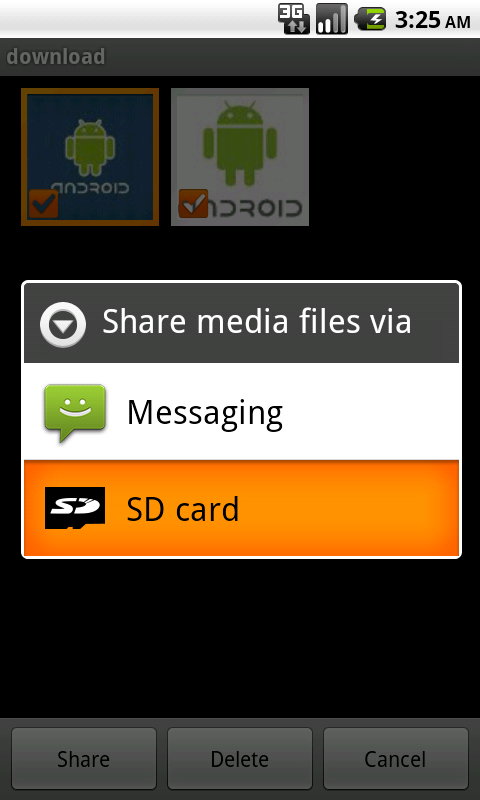 3G 3:25 AM
download
ANDROID
ANDROID
Share media files via
Messaging
SD card
Share Delete Cancel